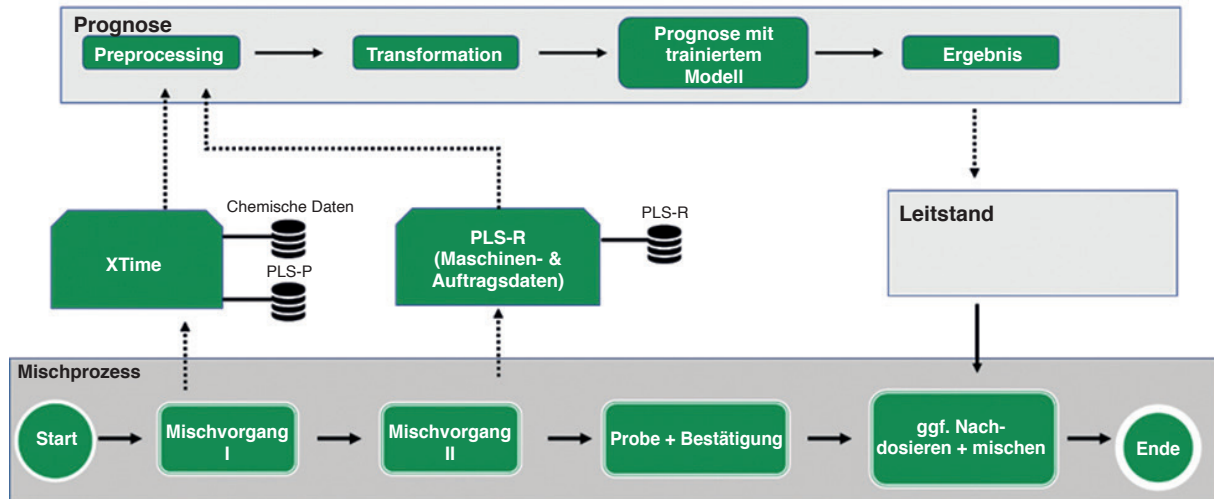 Prognose
Preprocessing
Transformation
Prognose mit
trainiertem
Modell
Ergebnis
Chemische Daten
XTime
PLS-P
PLS-R
(Maschinen- &
Auftragsdaten)
PLS-R
Leitstand
Mischprozess
Start
Mischvorgang
I
Mischvorgang
II
Probe + Bestätigung
ggf. Nach-
dosieren + mischen
Ende